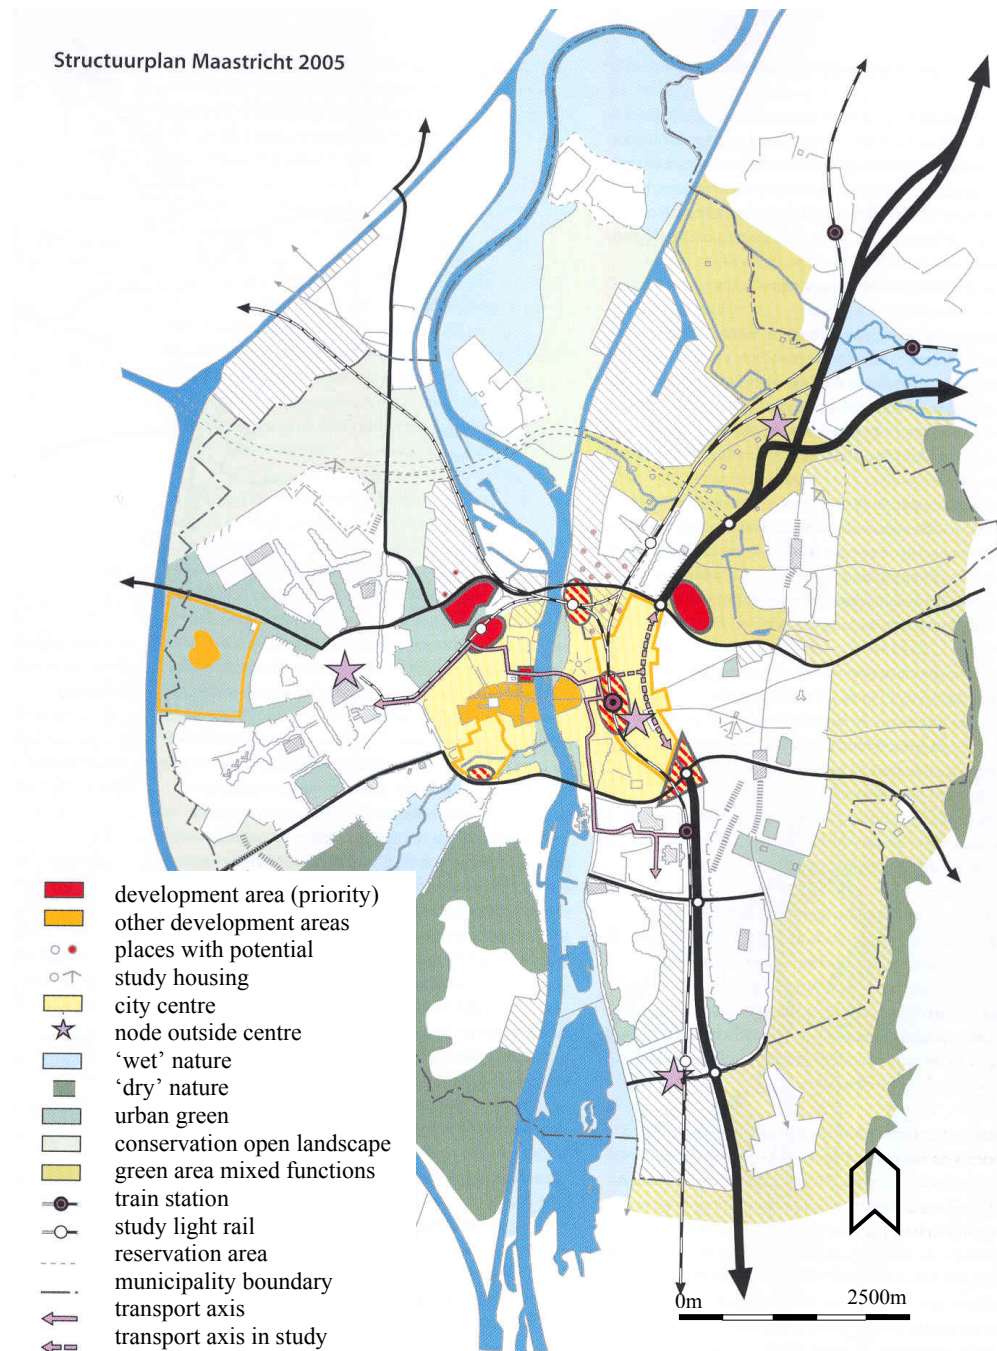 Structuurplan Maastricht 2005
development area (priority)
other development areas
places with potential
study housing
city centre
node outside centre
‘wet’ nature
‘dry’ nature
urban green
conservation open landscape
green area mixed functions
train station
study light rail
reservation area
municipality boundary
transport axis
transport axis in study
0m 2500m